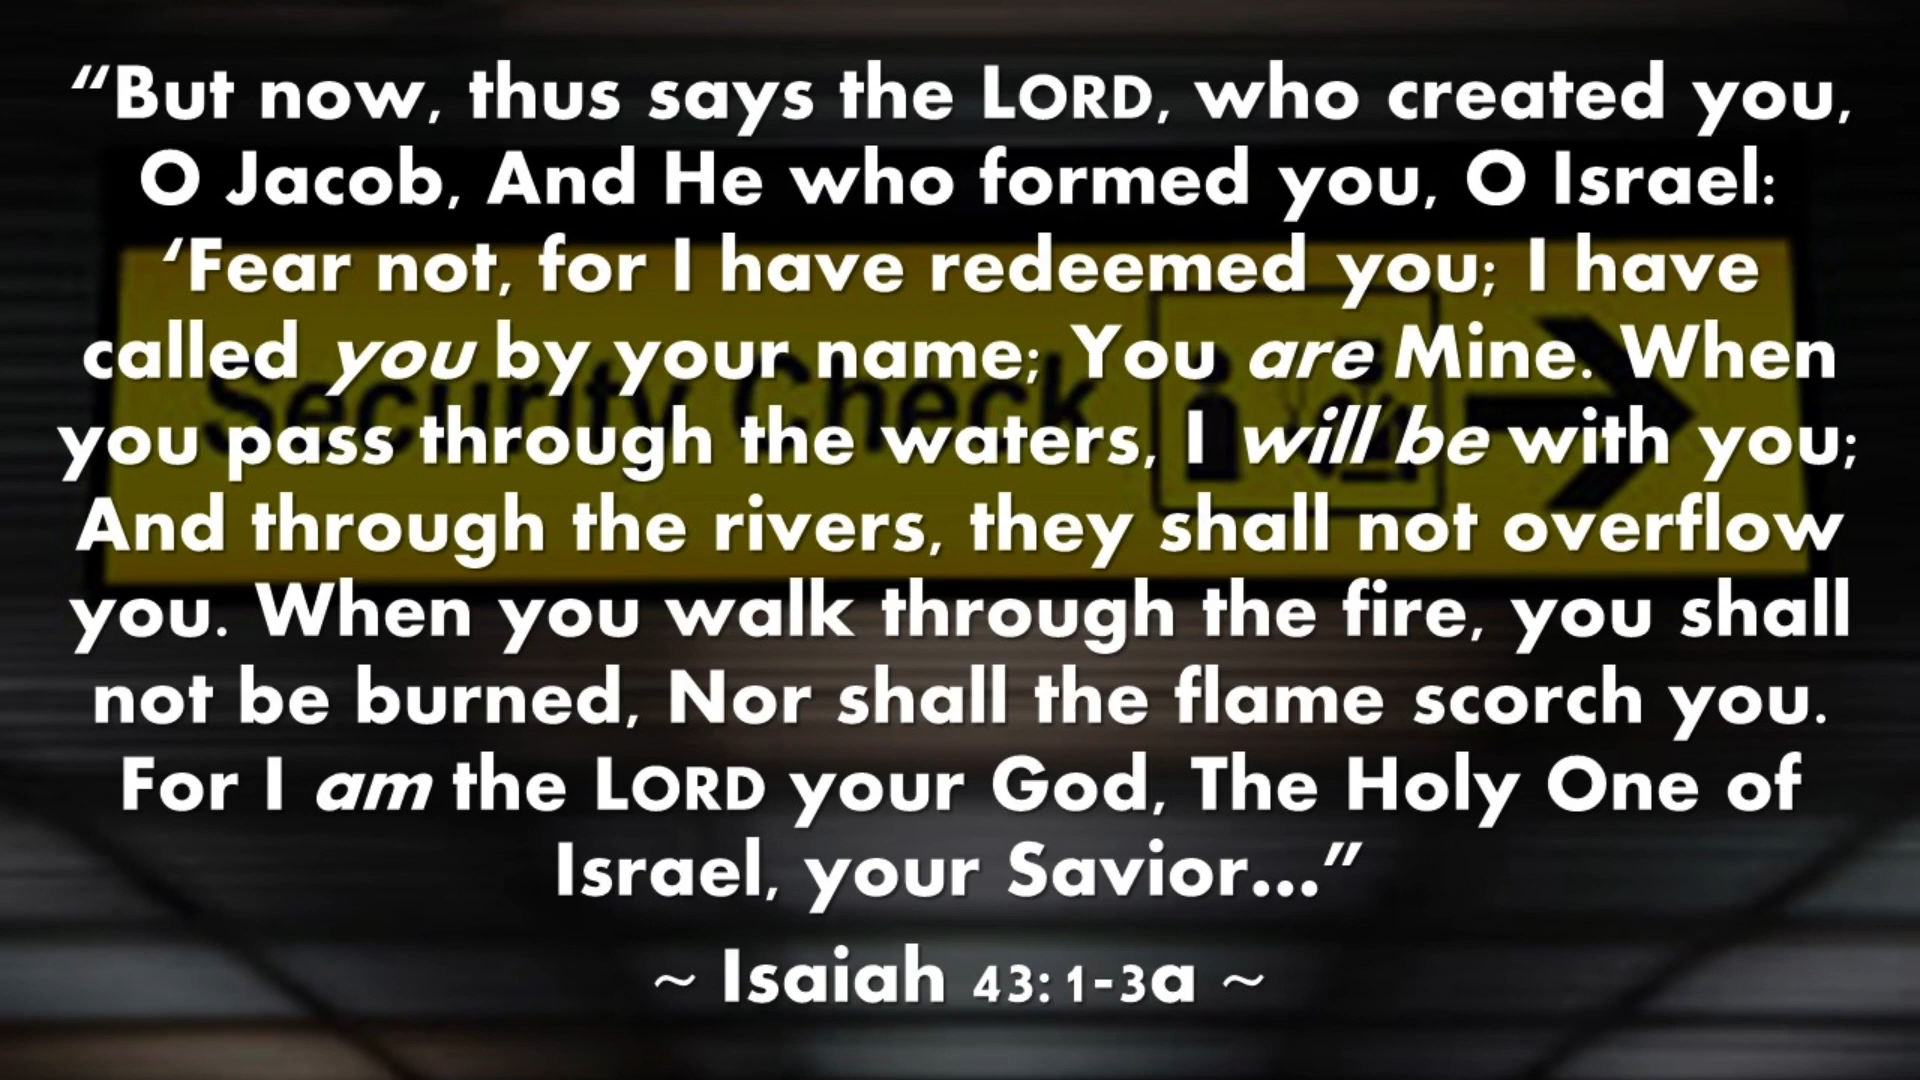 “But now, thus says the LORD, who created you,
O Jacob, And He who formed you, O Israel:
‘Fear not, for I have redeemed you; I have
called you by your name; You are Mine. When
you pass through the waters, I will be with you;
And through the rivers, they shall not overflow
you. When you walk through the fire, you shall
not be burned, Nor shall the flame scorch you.
For I am the LORD your God, The Holy One of
Israel, your Savior...”
~ Isaiah 43:1-3a ~
Security Check